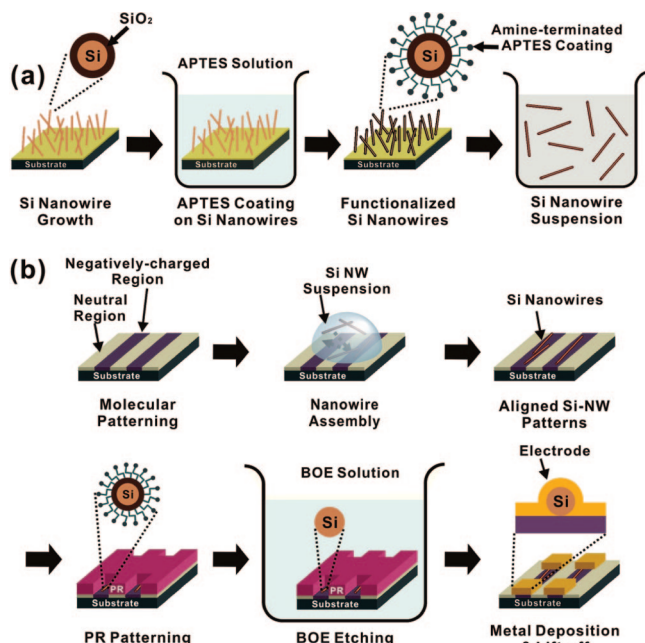 (a)
SiO₂
Si
Substrate
Si Nanowire
Growth
APTES Solution
APTES Coating
on Si Nanowires
Amine-terminated
APTES Coating
Si
Substrate
Functionalized
Si Nanowires
Si Nanowire
Suspension
(b)
Negatively-charged
Region
Neutral
Region
Substrate
Molecular
Patterning
Si NW
Suspension
Substrate
Nanowire
Assembly
Si Nanowires
Substrate
Aligned Si-NW
Patterns
Si
PR
Substrate
PR Patterning
BOE Solution
Si
PR
Substrate
BOE Etching
Electrode
Si
Substrate
Metal Deposition